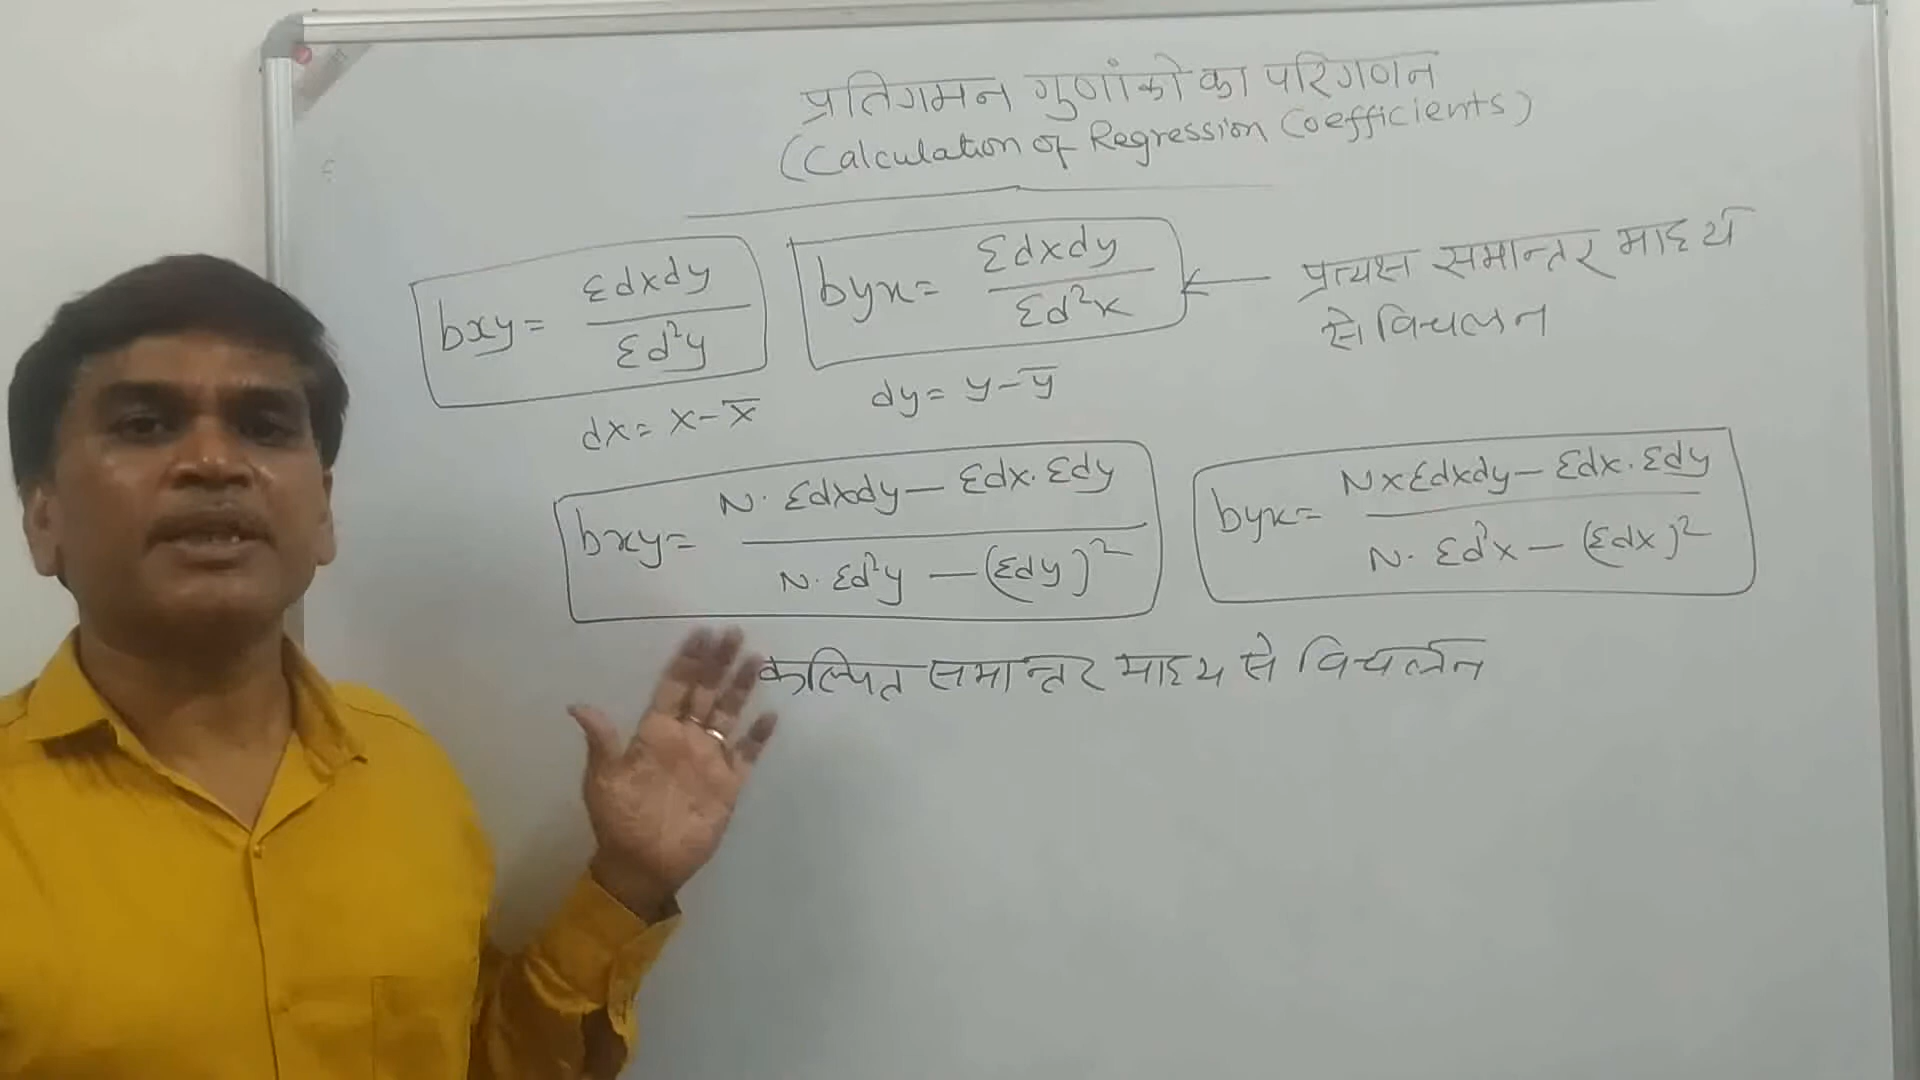 प्रतिगमन गुणांको का परिगणन
(Calculation of Regression Coefficients)
bxy = Σdxdy / Σd²y
byx = Σdxdy / Σd²x
प्रत्यक्ष समान्तर माध्य
से विचलन
dx = x - x̅
dy = y - y̅
bxy = N. Σdxdy - Σdx. Σdy / N. Σd²y - (Σdy)²
byx = N x Σdxdy - Σdx. Σdy / N. Σd²x - (Σdx)²
कल्पित समान्तर माध्य से विचलन